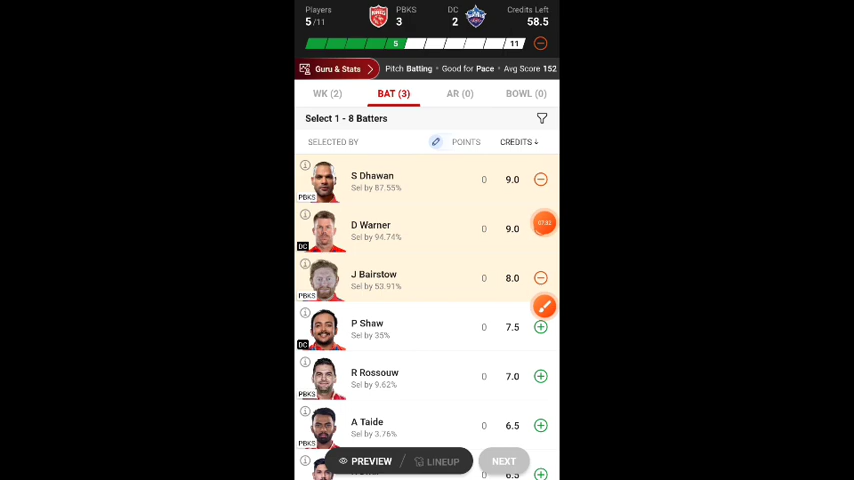 Players PBKS DC Credits Left
5/11 3 2 58.5
5 11
Guru & Stats Pitch Batting • Good for Pace • Avg Score 152
WK (2) BAT (3) AR (0) BOWL (0)
Select 1 - 8 Batters
SELECTED BY POINTS CREDITS↓
S Dhawan
Sel by 87.55%
0 9.0
PBKS
D Warner
Sel by 94.74%
0 9.0
DC
J Bairstow
Sel by 53.91%
0 8.0
PBKS
P Shaw
Sel by 35%
0 7.5
DC
R Rossouw
Sel by 9.62%
0 7.0
PBKS
A Taide
Sel by 3.76%
0 6.5
PBKS
PREVIEW / LINEUP NEXT
6.5